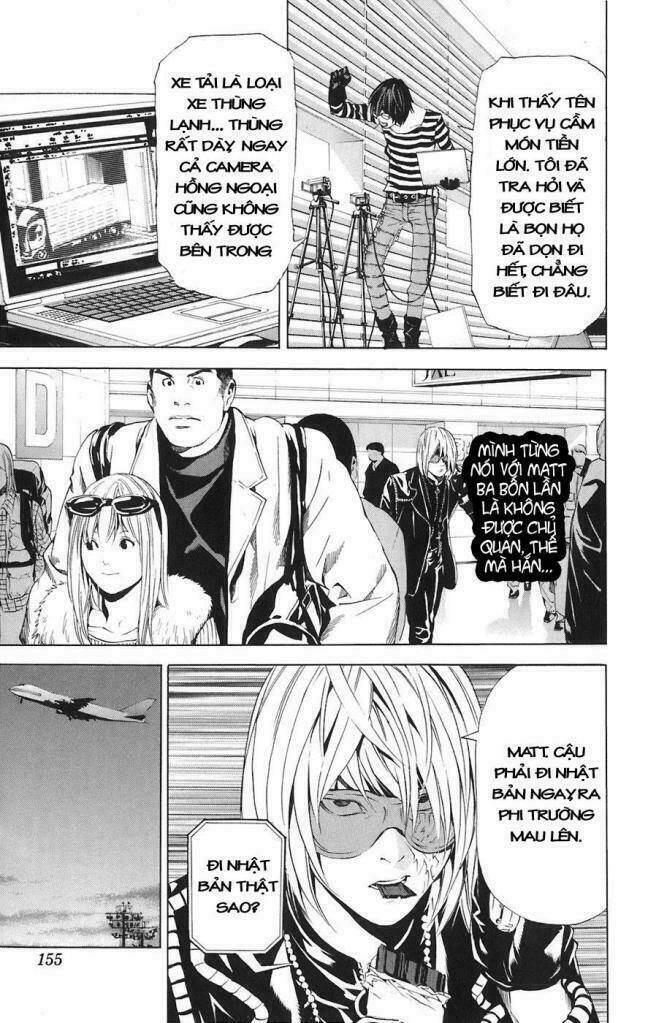 KHI THẤY TÊN
PHỤC VỤ CẦM
MÓN TIỀN
LỚN. TÔI ĐÃ
TRA HỎI VÀ
ĐƯỢC BIẾT
LÀ BỌN HỌ
ĐÃ DỌN ĐI
HẾT, CHẲNG
BIẾT ĐI ĐÂU.
XE TẢI LÀ LOẠI
XE THÙNG
LẠNH... THÙNG
RẤT DÀY NGAY
CẢ CAMERA
HỒNG NGOẠI
CŨNG KHÔNG
THẤY ĐƯỢC
BÊN TRONG
JAL
D
MÌNH TỪNG
NÓI VỚI MATT
BA BỐN LẦN
LÀ KHÔNG
ĐƯỢC CHỦ
QUAN, THẾ
MÀ HẮN...
MATT. CẬU
PHẢI ĐI NHẬT
BẢN NGAY,RA
PHI TRƯỜNG
MAU LÊN.
ĐI NHẬT
BẢN THẬT
SAO?
155